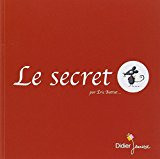 Le secret
par Éric Battut
Didier Jeunesse